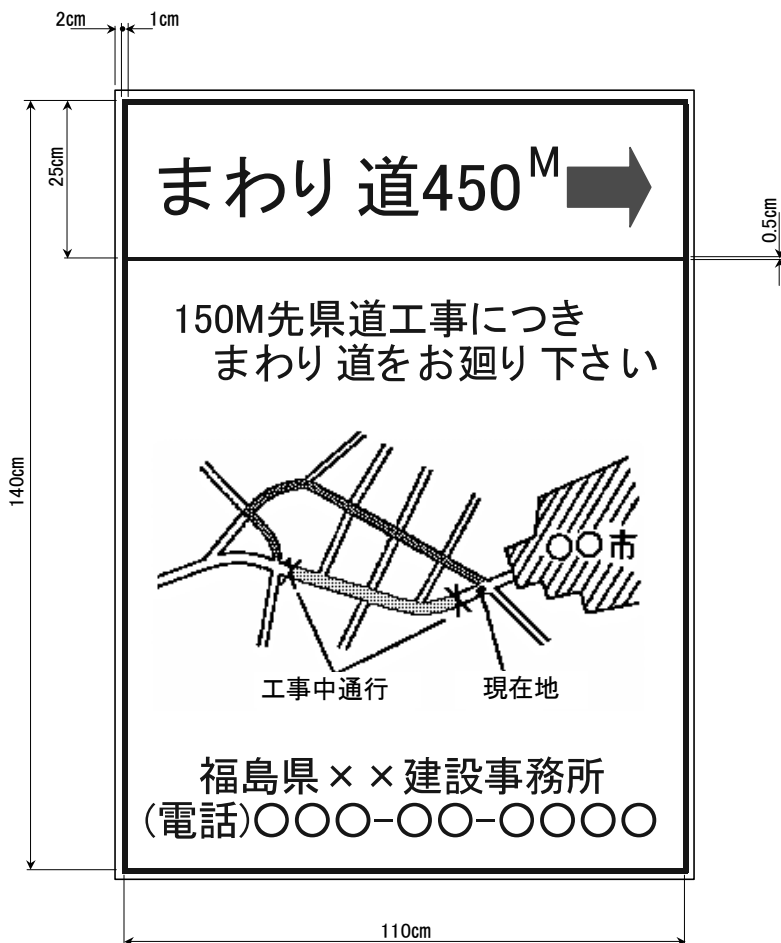 2cm
1cm
25cm
まわり道450M
0.5cm
150M先県道工事につき
まわり道をお廻り下さい
140cm
○○市
工事中通行
現在地
福島県××建設事務所
(電話)○○○-○○-○○○○
110cm